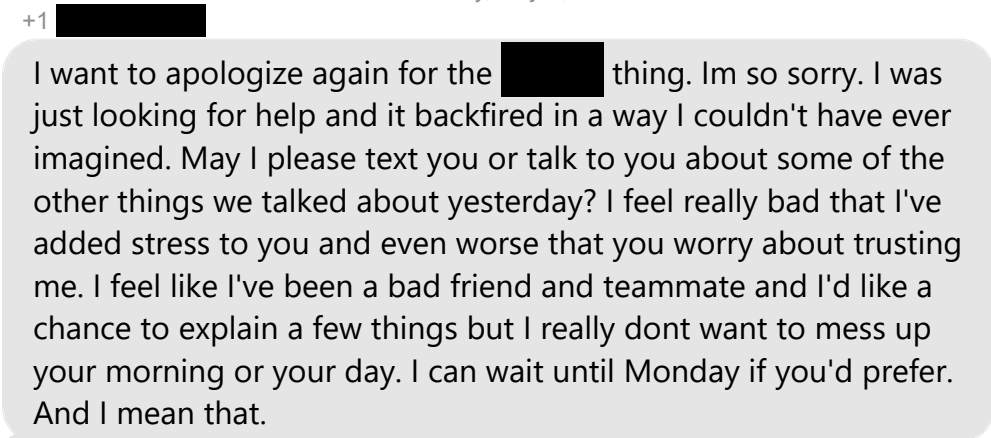 +1
I want to apologize again for the thing. Im so sorry. I was
just looking for help and it backfired in a way I couldn't have ever
imagined. May I please text you or talk to you about some of the
other things we talked about yesterday? I feel really bad that I've
added stress to you and even worse that you worry about trusting
me. I feel like I've been a bad friend and teammate and I'd like a
chance to explain a few things but I really dont want to mess up
your morning or your day. I can wait until Monday if you'd prefer.
And I mean that.